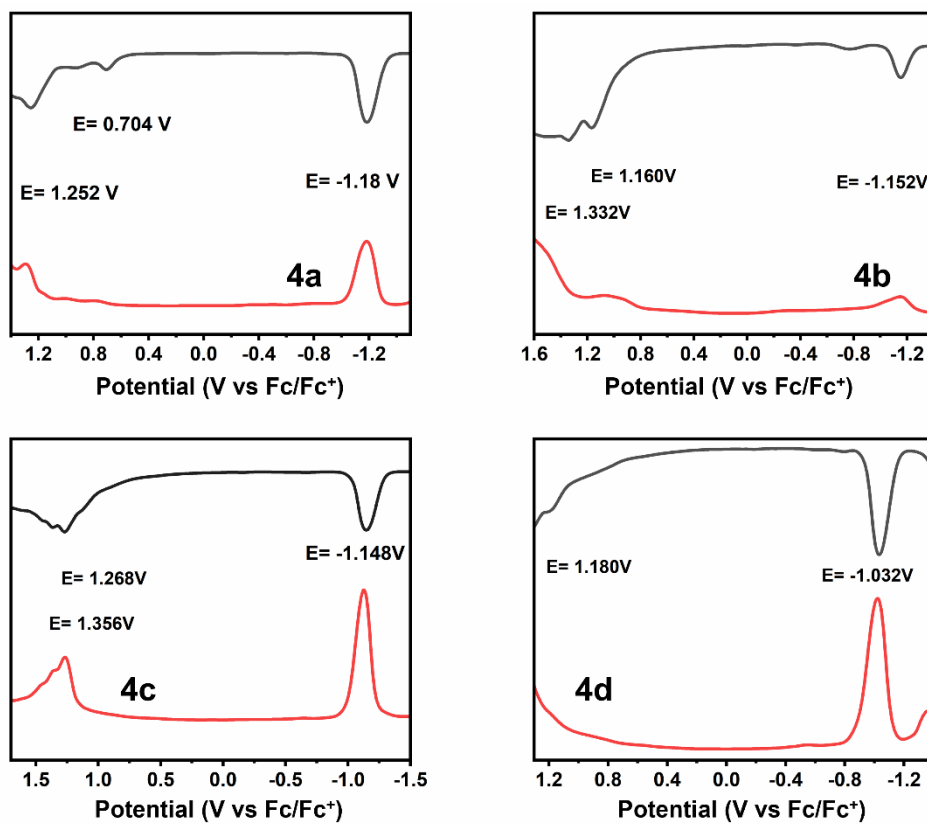 E= 0.704 V
E= 1.252 V
E= -1.18 V
4a
1.2 0.8 0.4 0.0 -0.4 -0.8 -1.2
Potential (V vs Fc/Fc⁺)
E= 1.160V
E= -1.152V
E= 1.332V
4b
1.6 1.2 0.8 0.4 0.0 -0.4 -0.8 -1.2
Potential (V vs Fc/Fc⁺)
E= -1.148V
E= 1.268V
E= 1.356V
4c
1.5 1.0 0.5 0.0 -0.5 -1.0 -1.5
Potential (V vs Fc/Fc⁺)
E= 1.180V
E= -1.032V
4d
1.2 0.8 0.4 0.0 -0.4 -0.8 -1.2
Potential (V vs Fc/Fc⁺)